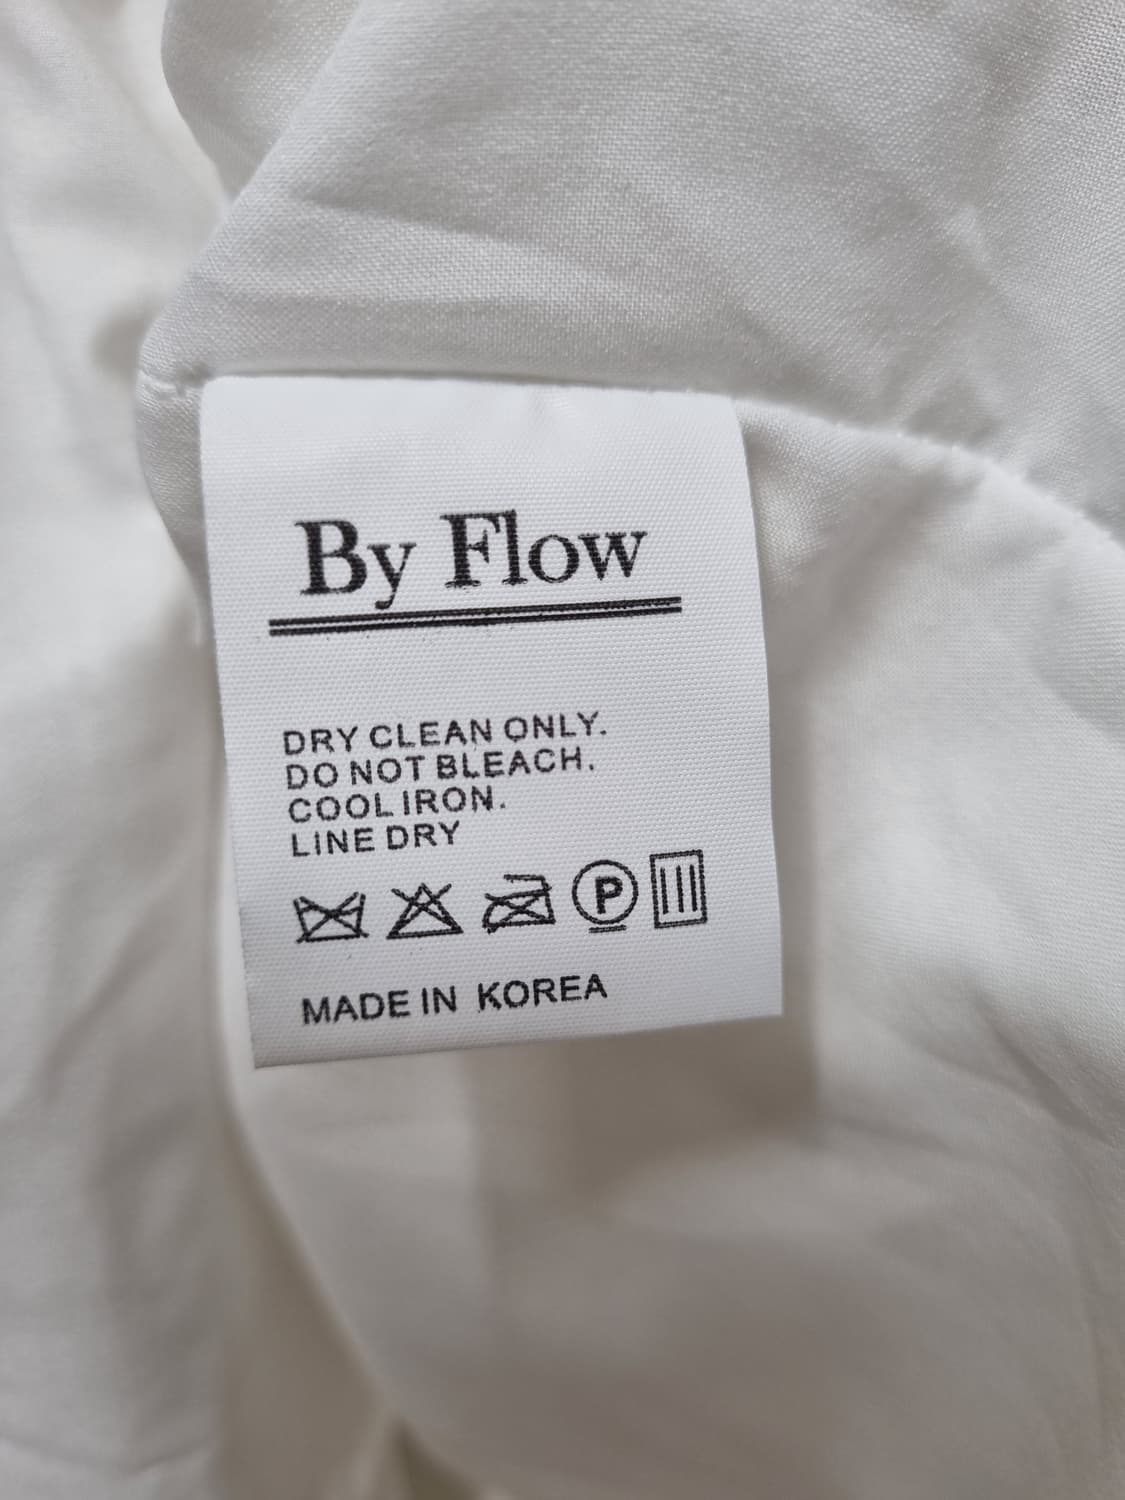 By Flow
DRY CLEAN ONLY.
DO NOT BLEACH.
COOL IRON.
LINE DRY
P
MADE IN KOREA